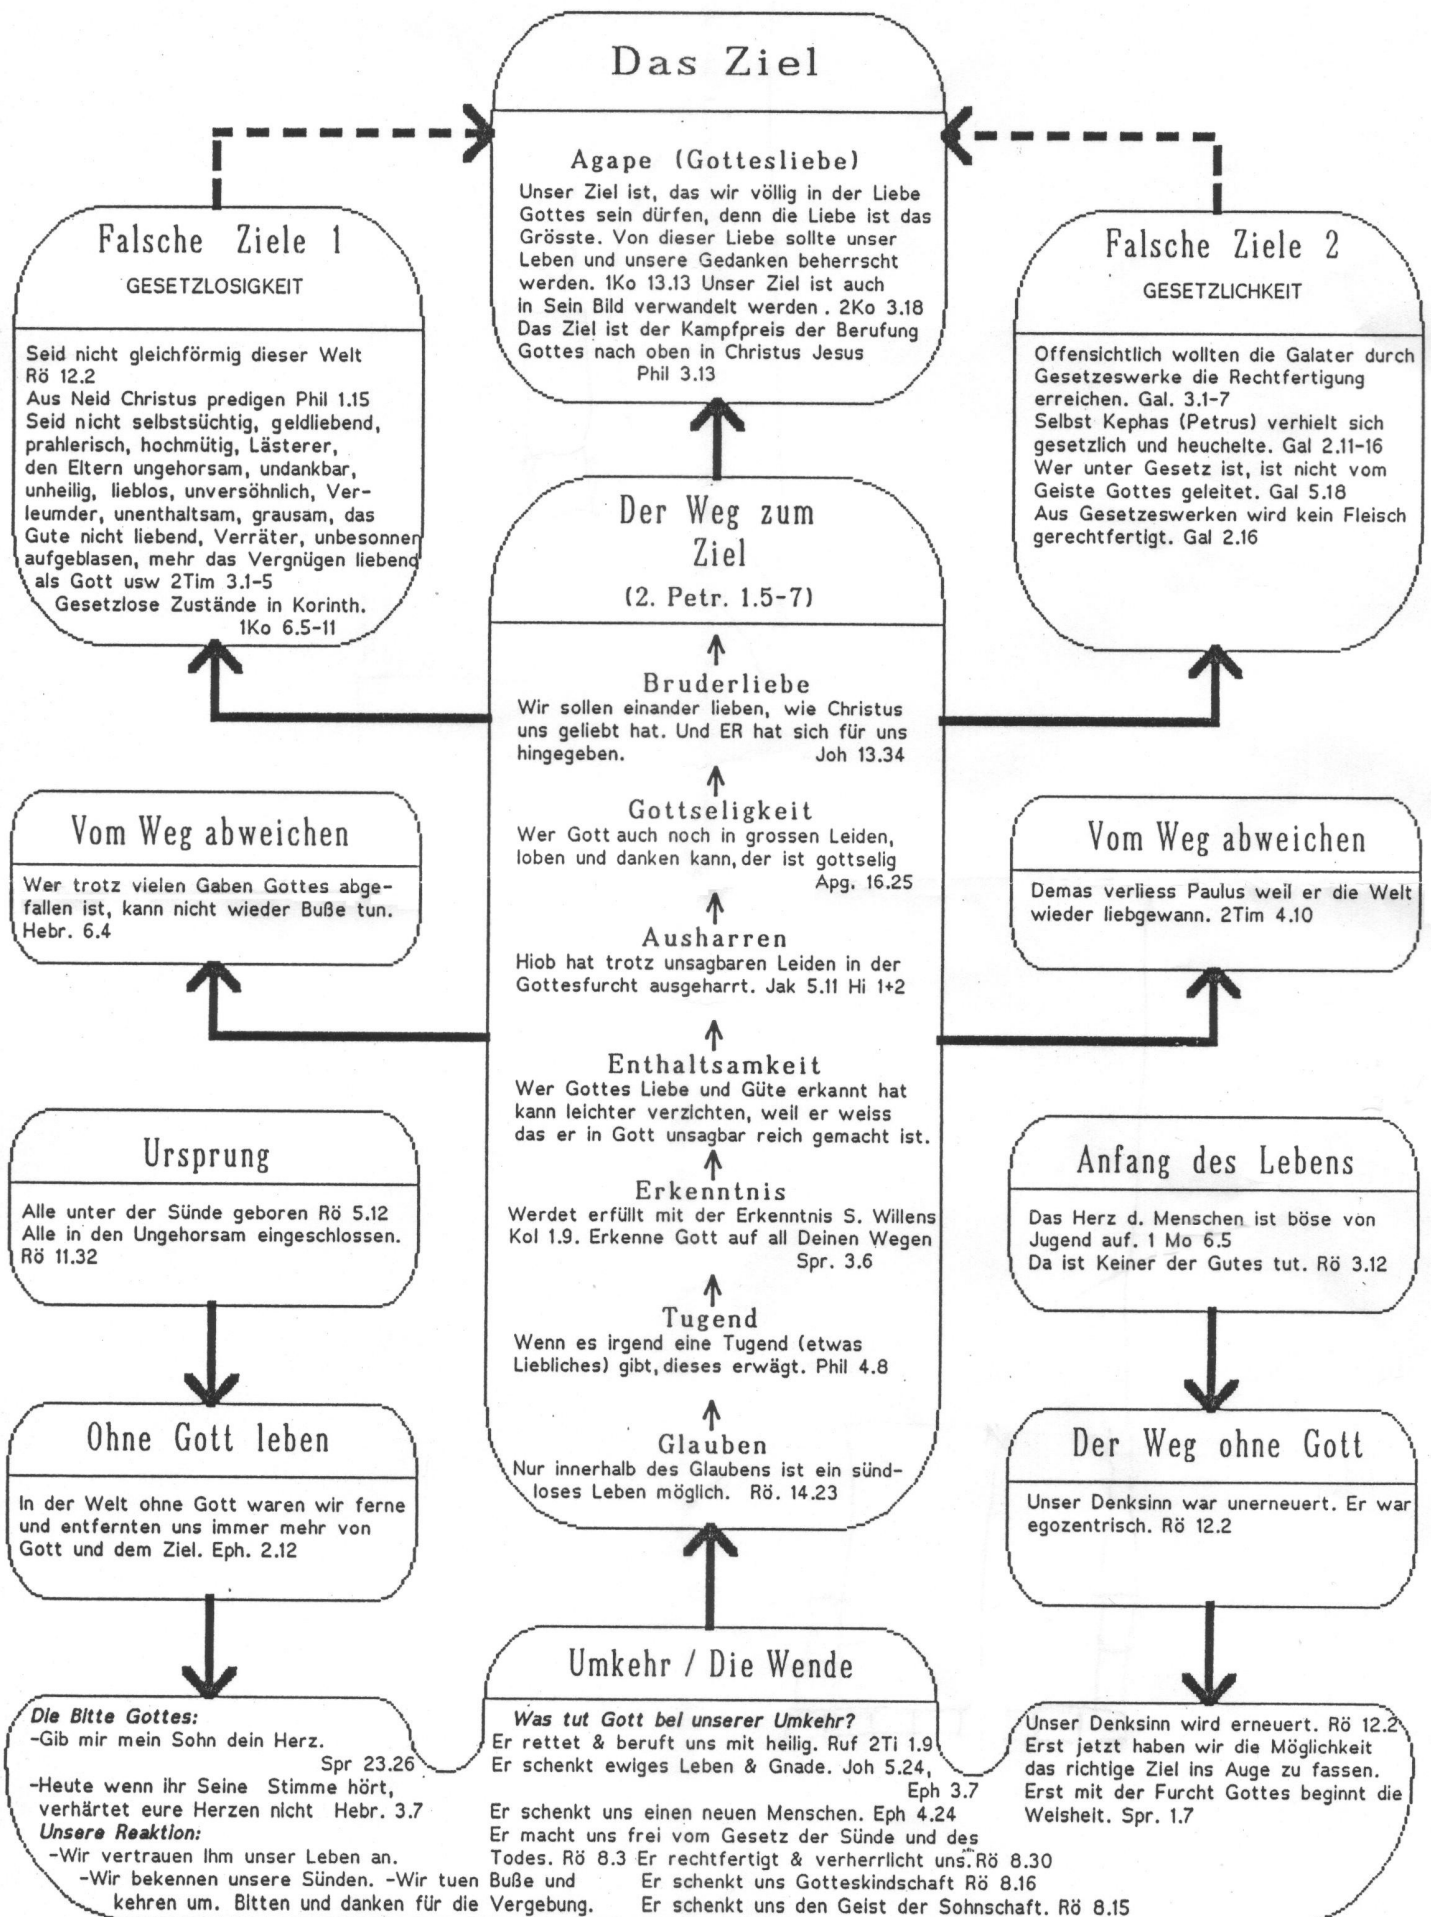 Das Ziel
Agape (Gottesliebe)
Unser Ziel ist, das wir völlig in der Liebe
Gottes sein dürfen, denn die Liebe ist das
Grösste. Von dieser Liebe sollte unser
Leben und unsere Gedanken beherrscht
werden. 1Ko 13.13 Unser Ziel ist auch
in Sein Bild verwandelt werden . 2Ko 3.18
Das Ziel ist der Kampfpreis der Berufung
Gottes nach oben in Christus Jesus
Phil 3.13
Falsche Ziele 1
GESETZLOSIGKEIT
Seid nicht gleichförmig dieser Welt
Rö 12.2
Aus Neid Christus predigen Phil 1.15
Seid nicht selbstsüchtig, geldliebend,
prahlerisch, hochmütig, Lästerer,
den Eltern ungehorsam, undankbar,
unheilig, lieblos, unversöhnlich, Ver-
leumder, unenthaltsam, grausam, das
Gute nicht liebend, Verräter, unbesonnen
aufgeblasen, mehr das Vergnügen liebend
als Gott usw 2Tim 3.1-5
Gesetzlose Zustände in Korinth.
1Ko 6.5-11
Falsche Ziele 2
GESETZLICHKEIT
Offensichtlich wollten die Galater durch
Gesetzeswerke die Rechtfertigung
erreichen. Gal. 3.1-7
Selbst Kephas (Petrus) verhielt sich
gesetzlich und heuchelte. Gal 2.11-16
Wer unter Gesetz ist, ist nicht vom
Geiste Gottes geleitet. Gal 5.18
Aus Gesetzeswerken wird kein Fleisch
gerechtfertigt. Gal 2.16
Der Weg zum
Ziel
(2. Petr. 1.5-7)
Bruderliebe
Wir sollen einander lieben, wie Christus
uns geliebt hat. Und ER hat sich für uns
hingegeben. Joh 13.34
Gottseligkeit
Wer Gott auch noch in grossen Leiden,
loben und danken kann, der ist gottselig
Apg. 16.25
Ausharren
Hiob hat trotz unsagbaren Leiden in der
Gottesfurcht ausgeharrt. Jak 5.11 Hi 1+2
Enthaltsamkeit
Wer Gottes Liebe und Güte erkannt hat
kann leichter verzichten, weil er weiss
das er in Gott unsagbar reich gemacht ist.
Erkenntnis
Werdet erfüllt mit der Erkenntnis S. Willens
Kol 1.9. Erkenne Gott auf all Deinen Wegen
Spr. 3.6
Tugend
Wenn es irgend eine Tugend (etwas
Liebliches) gibt, dieses erwägt. Phil 4.8
Glauben
Nur innerhalb des Glaubens ist ein sünd-
loses Leben möglich. Rö. 14.23
Vom Weg abweichen
Wer trotz vielen Gaben Gottes abge-
fallen ist, kann nicht wieder Buße tun.
Hebr. 6.4
Vom Weg abweichen
Demas verliess Paulus weil er die Welt
wieder liebgewann. 2Tim 4.10
Ursprung
Alle unter der Sünde geboren Rö 5.12
Alle in den Ungehorsam eingeschlossen.
Rö 11.32
Anfang des Lebens
Das Herz d. Menschen ist böse von
Jugend auf. 1 Mo 6.5
Da ist Keiner der Gutes tut. Rö 3.12
Ohne Gott leben
In der Welt ohne Gott waren wir ferne
und entfernten uns immer mehr von
Gott und dem Ziel. Eph. 2.12
Der Weg ohne Gott
Unser Denksinn war unerneuert. Er war
egozentrisch. Rö 12.2
Umkehr / Die Wende
Die Bitte Gottes:
-Gib mir mein Sohn dein Herz.
Spr 23.26
-Heute wenn ihr Seine Stimme hört,
verhärtet eure Herzen nicht Hebr. 3.7
Unsere Reaktion:
-Wir vertrauen Ihm unser Leben an.
-Wir bekennen unsere Sünden. -Wir tuen Buße und
kehren um. Bitten und danken für die Vergebung.
Was tut Gott bei unserer Umkehr?
Er rettet & beruft uns mit heilig. Ruf 2Ti 1.9
Er schenkt ewiges Leben & Gnade. Joh 5.24,
Eph 3.7
Er schenkt uns einen neuen Menschen. Eph 4.24
Er macht uns frei vom Gesetz der Sünde und des
Todes. Rö 8.3 Er rechtfertigt & verherrlicht uns. Rö 8.30
Er schenkt uns Gotteskindschaft Rö 8.16
Er schenkt uns den Geist der Sohnschaft. Rö 8.15
Unser Denksinn wird erneuert. Rö 12.2
Erst jetzt haben wir die Möglichkeit
das richtige Ziel ins Auge zu fassen.
Erst mit der Furcht Gottes beginnt die
Weisheit. Spr. 1.7